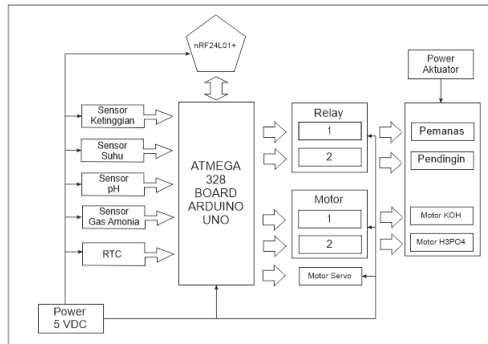 nRF24L01+
Power
Aktuator
Sensor
Ketinggian
Sensor
Suhu
Sensor
pH
Sensor
Gas Amonia
RTC
ATMEGA
328
BOARD
ARDUINO
UNO
Relay
1
2
Motor
1
2
Motor Servo
Pemanas
Pendingin
Motor KOH
Motor H3PO4
Power
5 VDC